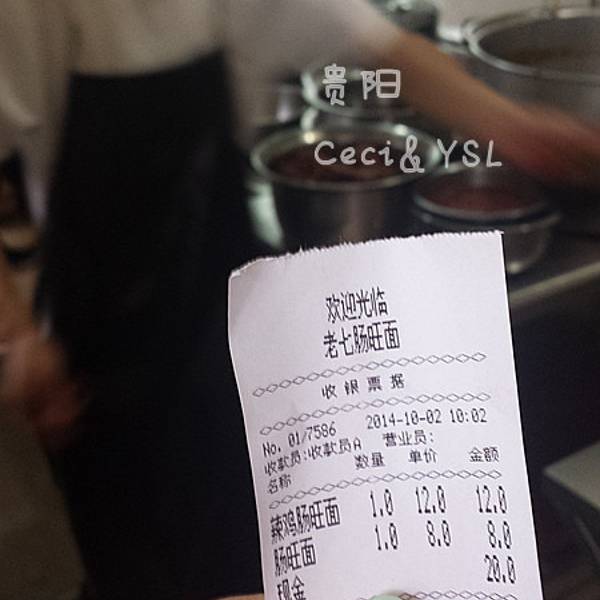 贵阳
Ceci&YSL
欢迎光临
老七肠旺面
收银票据
No. 01/7586 2014-10-02 10:02
收款员:收款员A 营业员:
名称 数量 单价 金额
辣鸡肠旺面 1.0 12.0 12.0
肠旺面 1.0 8.0 8.0
现金 20.0